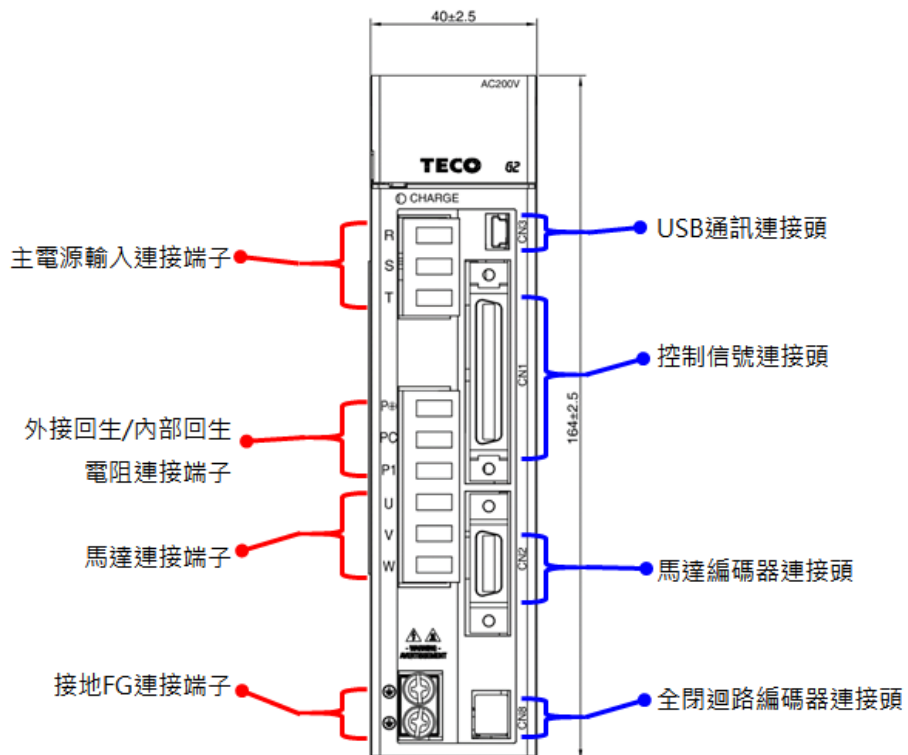 40±2.5
AC200V
TECO G2
CHARGE
R
S
T
P⊕
PC
P1
U
V
W
CN3
CN1
CN2
CN8
164±2.5
- WARNING -
AVERTISSEMENT
主電源輸入連接端子
外接回生/內部回生
電阻連接端子
馬達連接端子
接地FG連接端子
USB通訊連接頭
控制信號連接頭
馬達編碼器連接頭
全閉迴路編碼器連接頭